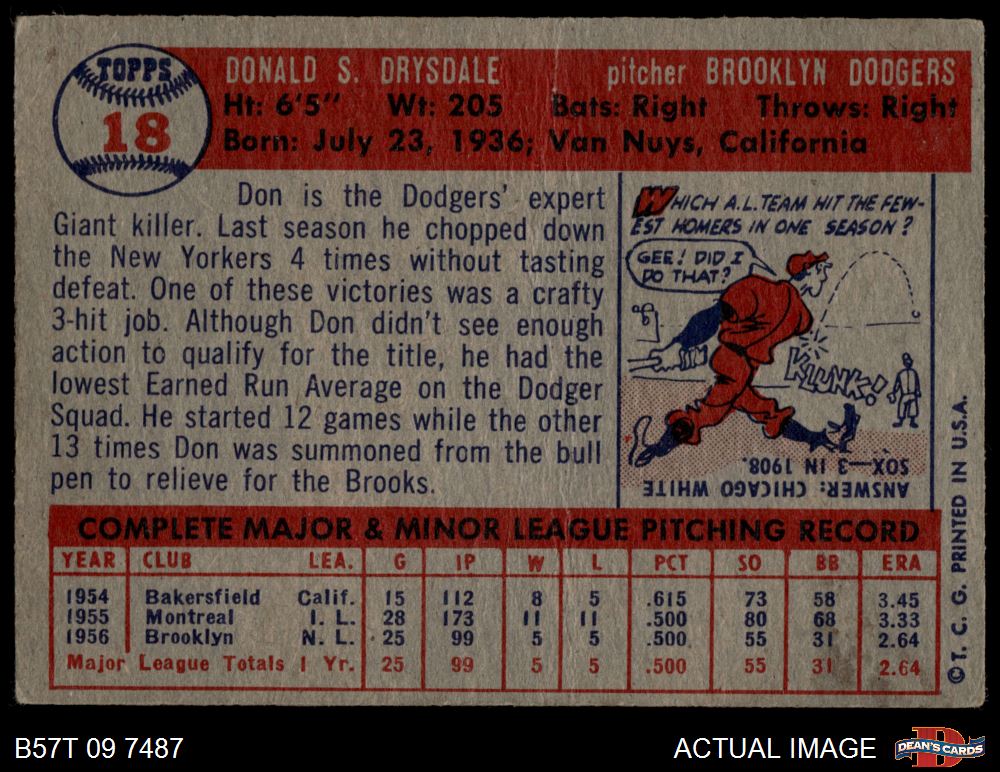 TOPPS
18
DONALD S. DRYSDALE pitcher BROOKLYN DODGERS
Ht: 6'5" Wt: 205 Bats: Right Throws: Right
Born: July 23, 1936; Van Nuys, California
Don is the Dodgers' expert
Giant killer. Last season he chopped down
the New Yorkers 4 times without tasting
defeat. One of these victories was a crafty
3-hit job. Although Don didn't see enough
action to qualify for the title, he had the
lowest Earned Run Average on the Dodger
Squad. He started 12 games while the other
13 times Don was summoned from the bull
pen to relieve for the Brooks.
WHICH A.L. TEAM HIT THE FEW-
EST HOMERS IN ONE SEASON?
GEE! DID I
DO THAT?
KLUNK!
ANSWER: CHICAGO WHITE
SOX—3 IN 1908.
COMPLETE MAJOR & MINOR LEAGUE PITCHING RECORD
YEAR CLUB LEA. G IP W L PCT SO BB ERA
1954 Bakersfield Calif. 15 112 8 5 .615 73 58 3.45
1955 Montreal I. L. 28 173 11 11 .500 80 68 3.33
1956 Brooklyn N. L. 25 99 5 5 .500 55 31 2.64
Major League Totals 1 Yr. 25 99 5 5 .500 55 31 2.64
©T. C. G. PRINTED IN U.S.A.
B57T 09 7487
ACTUAL IMAGE
DEAN'S CARDS